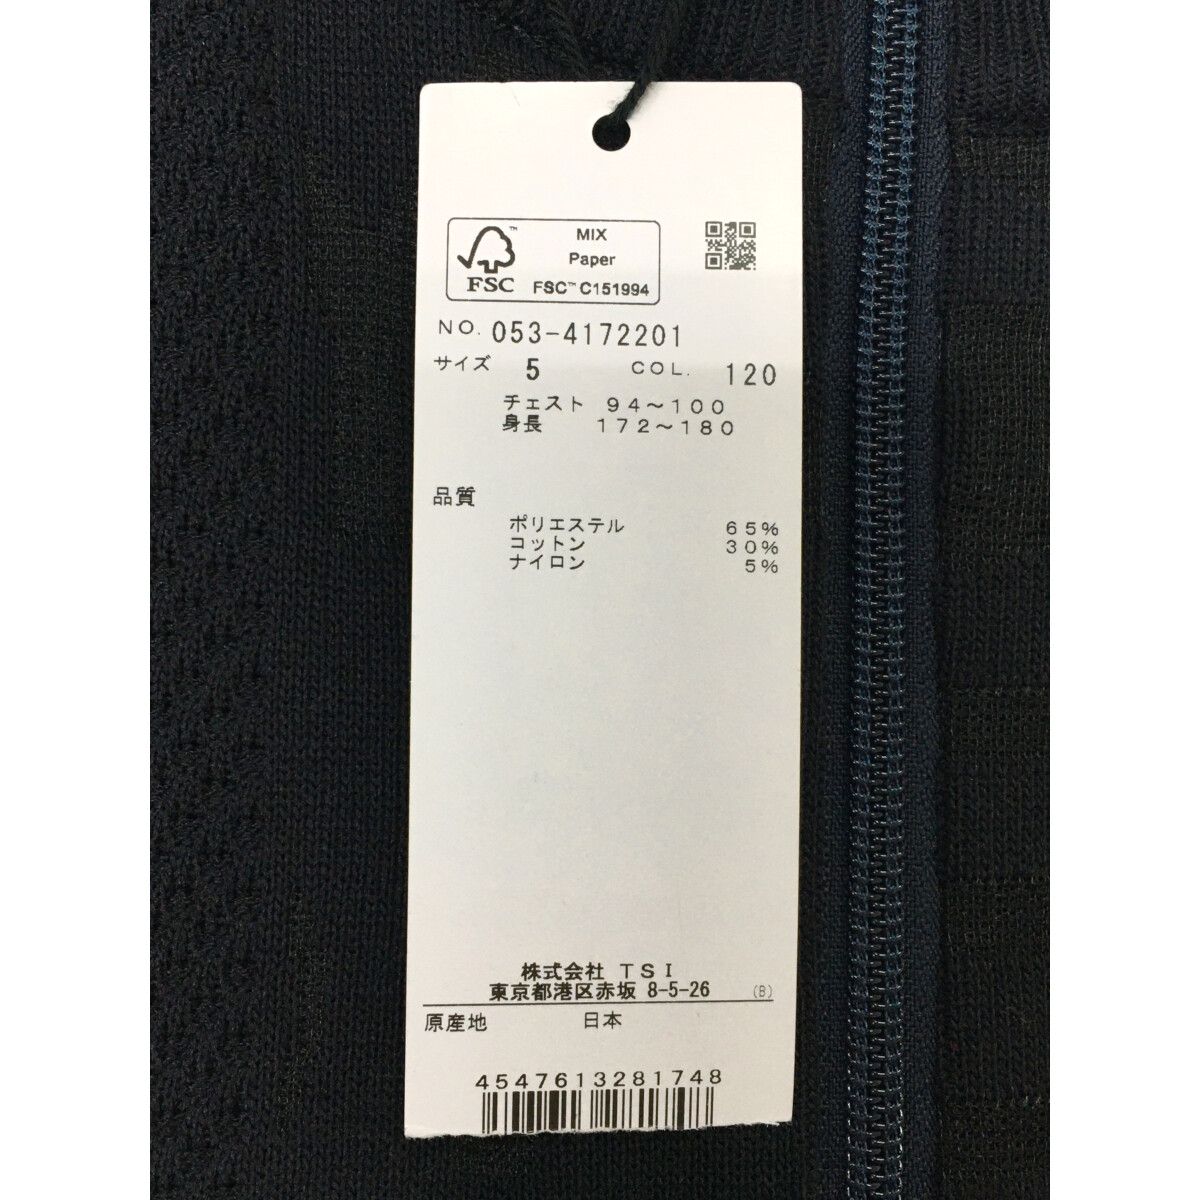 MIX
Paper
FSC™ C151994
FSC
NO. 053-4172201
サイズ 5 COL. 120
チェスト 94～100
身長 172～180
品質
ポリエステル 65%
コットン 30%
ナイロン 5%
株式会社 TSI
東京都港区赤坂 8-5-26 (B)
原産地 日本
4547613281748